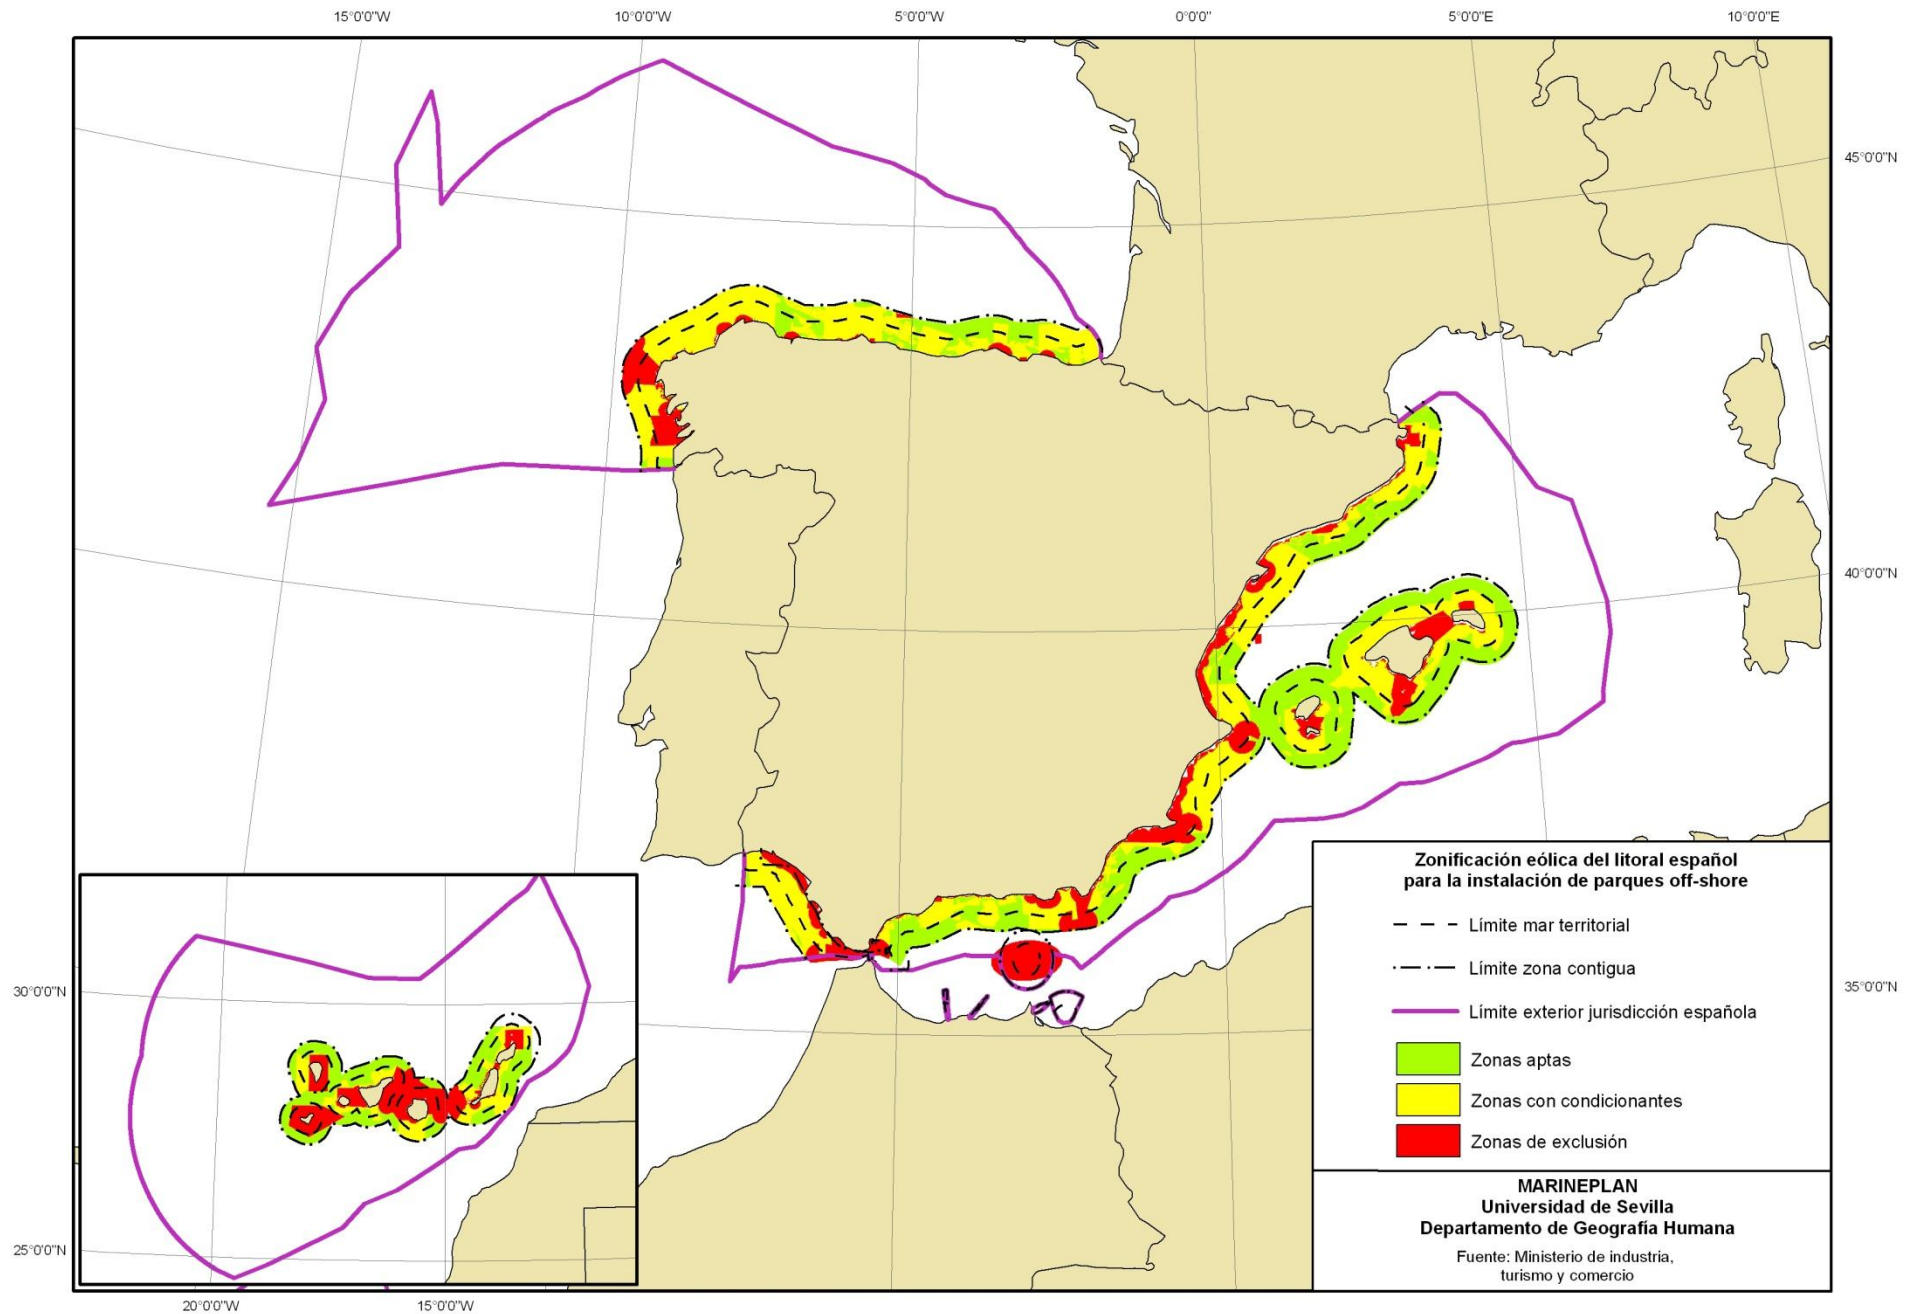 15°0'0"W
10°0'0"W
5°0'0"W
0°0'0"
5°0'0"E
10°0'0"E
45°0'0"N
40°0'0"N
35°0'0"N
30°0'0"N
25°0'0"N
20°0'0"W
15°0'0"W
Zonificación eólica del litoral español
para la instalación de parques off-shore
Límite mar territorial
Límite zona contigua
Límite exterior jurisdicción española
Zonas aptas
Zonas con condicionantes
Zonas de exclusión
MARINEPLAN
Universidad de Sevilla
Departamento de Geografía Humana
Fuente: Ministerio de industria,
turismo y comercio